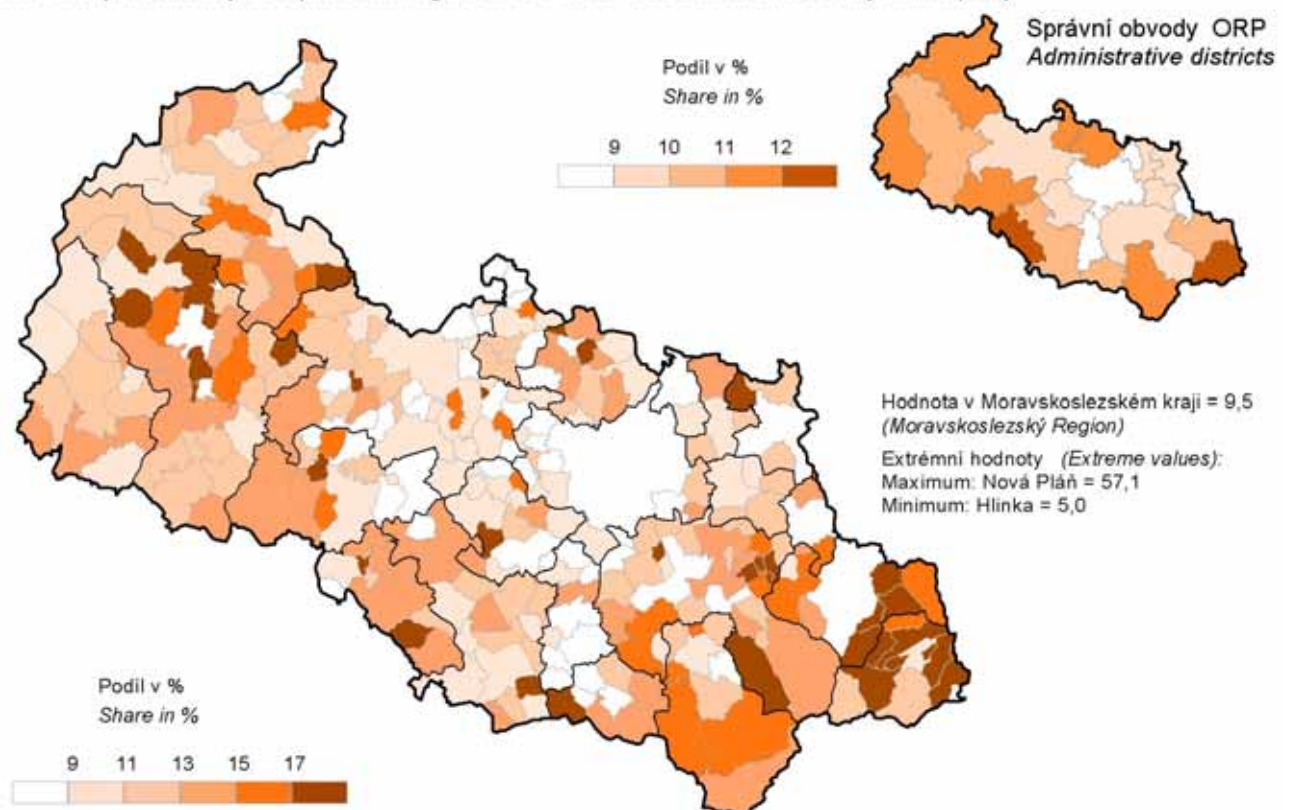 Správní obvody ORP
Administrative districts
Podíl v %
Share in %
9 10 11 12
Hodnota v Moravskoslezském kraji = 9,5
(Moravskoslezský Region)
Extrémní hodnoty (Extreme values):
Maximum: Nová Pláň = 57,1
Minimum: Hlinka = 5,0
Podíl v %
Share in %
9 11 13 15 17